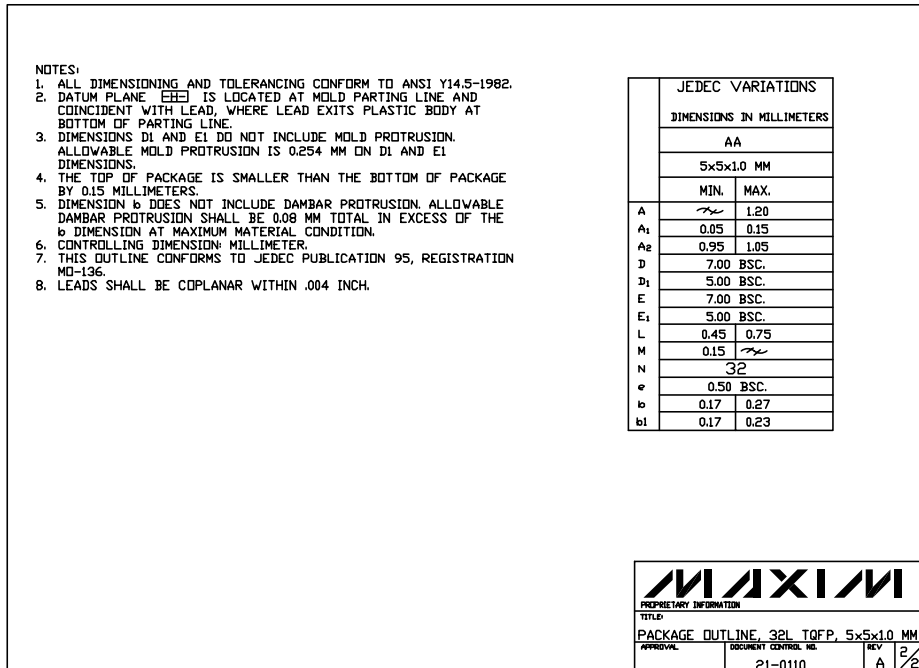 NOTES:
1. ALL DIMENSIONING AND TOLERANCING CONFORM TO ANSI Y14.5-1982.
2. DATUM PLANE -H- IS LOCATED AT MOLD PARTING LINE AND
COINCIDENT WITH LEAD, WHERE LEAD EXITS PLASTIC BODY AT
BOTTOM OF PARTING LINE.
3. DIMENSIONS D1 AND E1 DO NOT INCLUDE MOLD PROTRUSION.
ALLOWABLE MOLD PROTRUSION IS 0.254 MM ON D1 AND E1
DIMENSIONS.
4. THE TOP OF PACKAGE IS SMALLER THAN THE BOTTOM OF PACKAGE
BY 0.15 MILLIMETERS.
5. DIMENSION b DOES NOT INCLUDE DAMBAR PROTRUSION. ALLOWABLE
DAMBAR PROTRUSION SHALL BE 0.08 MM TOTAL IN EXCESS OF THE
b DIMENSION AT MAXIMUM MATERIAL CONDITION.
6. CONTROLLING DIMENSION: MILLIMETER.
7. THIS OUTLINE CONFORMS TO JEDEC PUBLICATION 95, REGISTRATION
MO-136.
8. LEADS SHALL BE COPLANAR WITHIN .004 INCH.
JEDEC VARIATIONS
DIMENSIONS IN MILLIMETERS
AA
5x5x1.0 MM
MIN. MAX.
A 1.20
A1 0.05 0.15
A2 0.95 1.05
D 7.00 BSC.
D1 5.00 BSC.
E 7.00 BSC.
E1 5.00 BSC.
L 0.45 0.75
M 0.15
N 32
e 0.50 BSC.
b 0.17 0.27
b1 0.17 0.23
MAXIM
PROPRIETARY INFORMATION
TITLE:
PACKAGE OUTLINE, 32L TQFP, 5x5x1.0 MM
APPROVAL DOCUMENT CONTROL NO. REV 2/2
21-0110 A